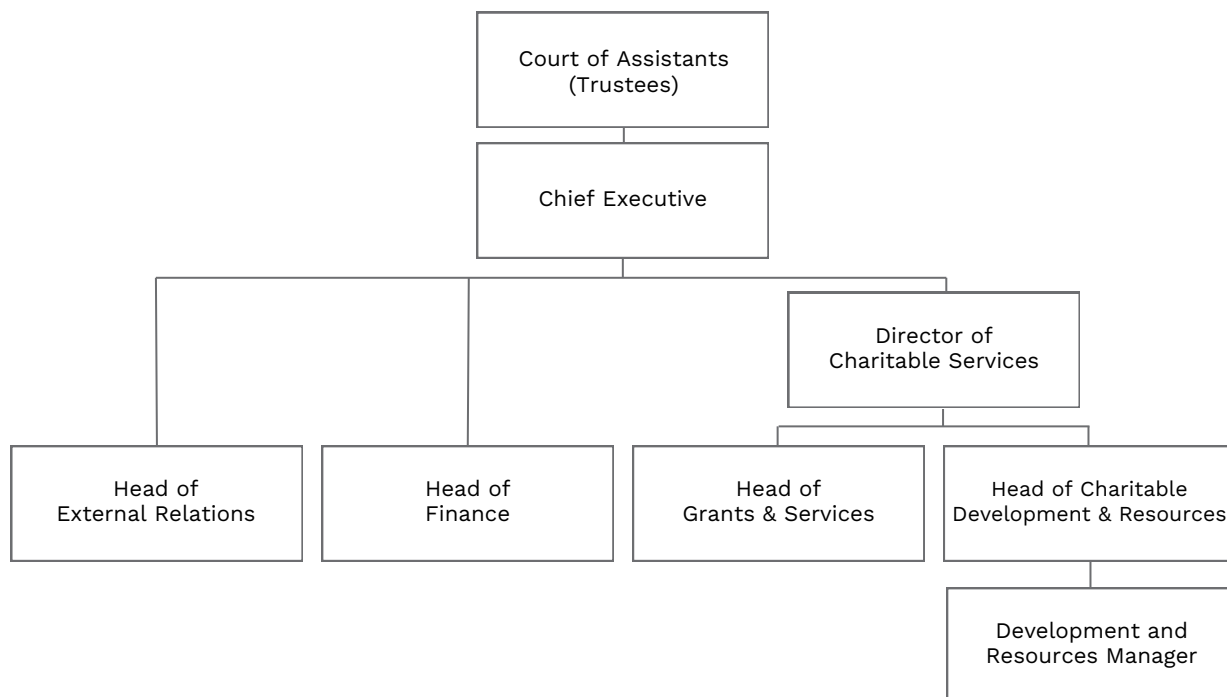 Court of Assistants
(Trustees)
Chief Executive
Director of
Charitable Services
Head of
External Relations
Head of
Finance
Head of
Grants & Services
Head of Charitable
Development & Resources
Development and
Resources Manager